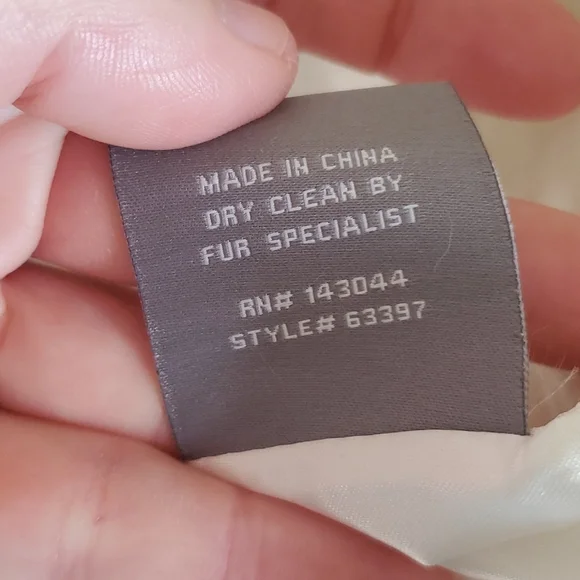 MADE IN CHINA
DRY CLEAN BY
FUR SPECIALIST
RN# 143044
STYLE# 63397